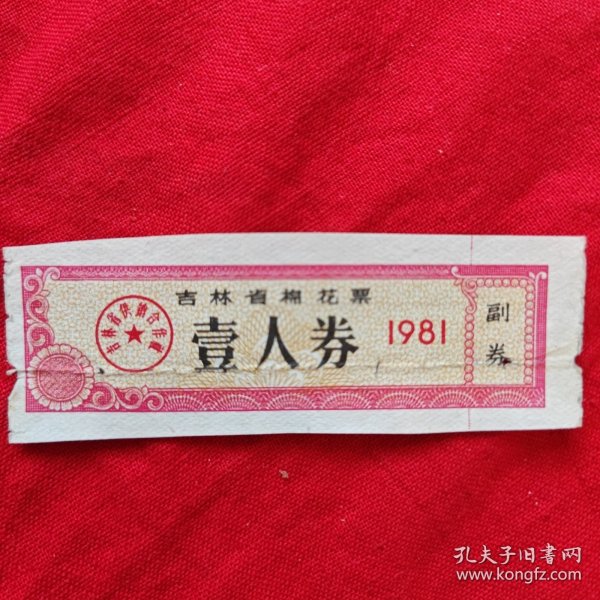 吉林省棉花票
壹人券
1981
副券
吉林省供销合作社
孔夫子旧书网
www.kongfz.com